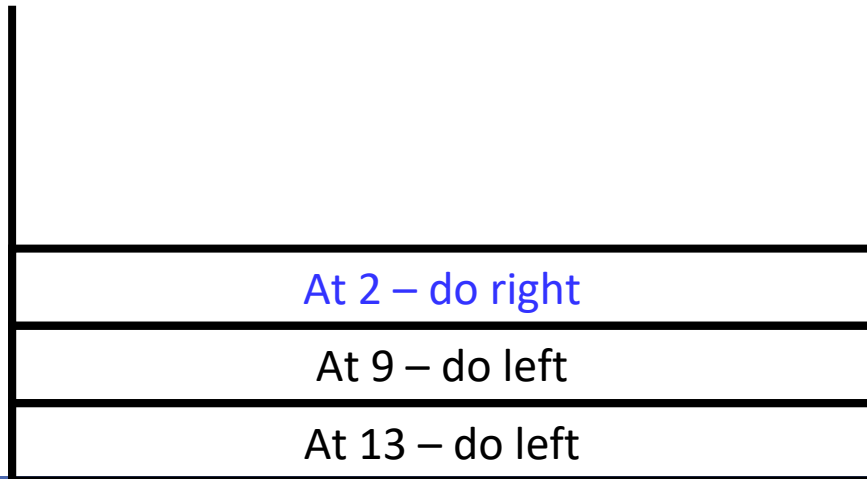 At 2 – do right
At 9 – do left
At 13 – do left